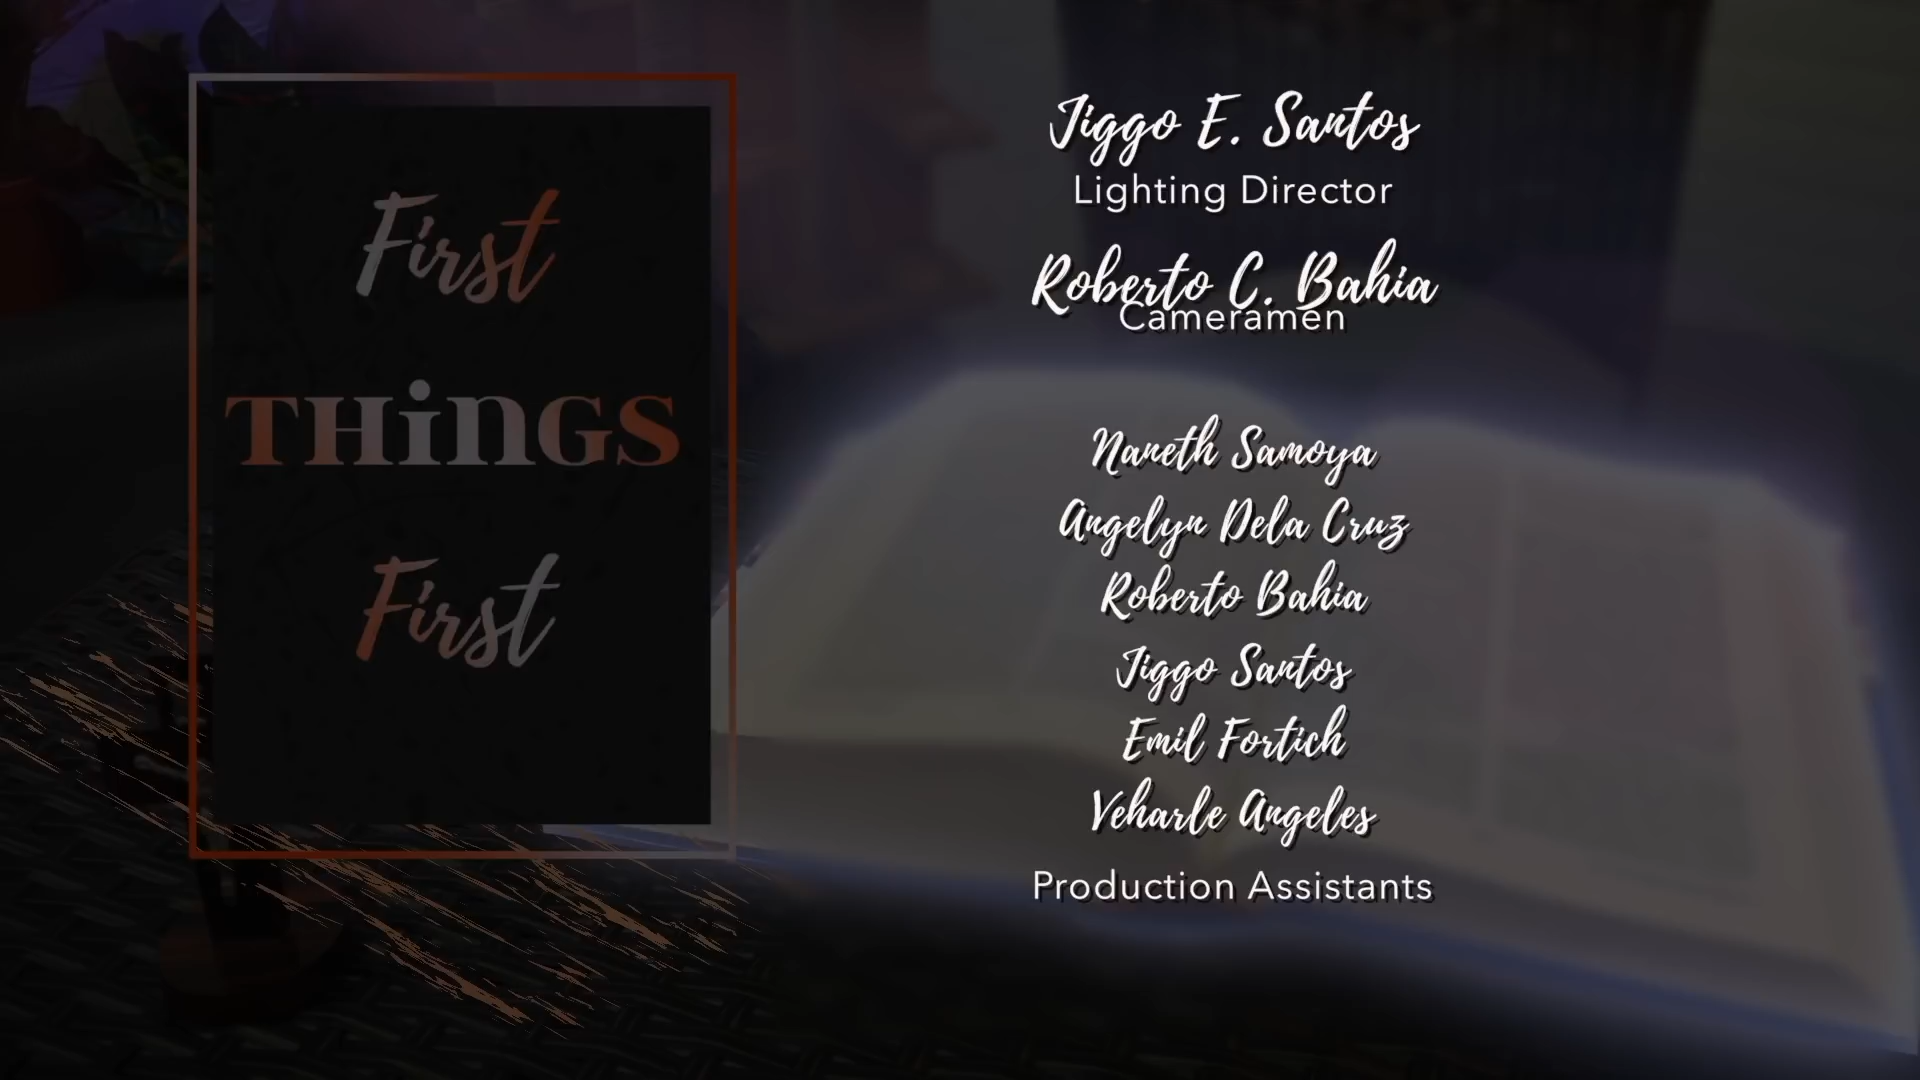 First
THiNGS
First
Jiggo E. Santos
Lighting Director
Roberto C. Bahia
Cameramen
Naneth Samoya
Angelyn Dela Cruz
Roberto Bahia
Jiggo Santos
Emil Fortich
Veharle Angeles
Production Assistants